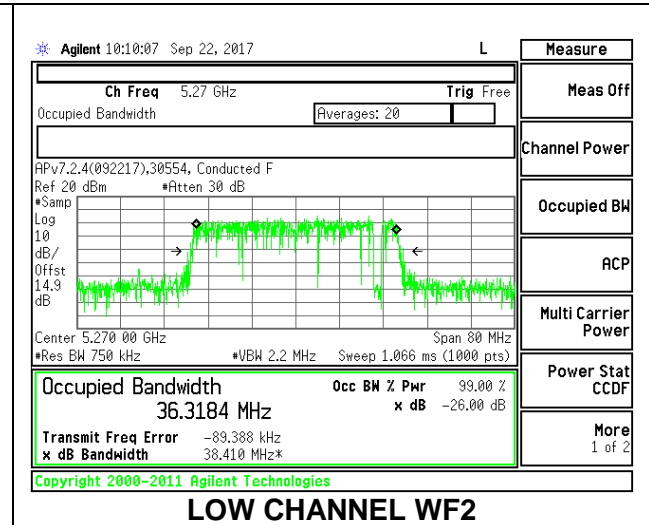 Agilent 10:10:07 Sep 22, 2017 L
Measure
Ch Freq 5.27 GHz Trig Free
Occupied Bandwidth Averages: 20
APv7.2.4(092217),30554, Conducted F
Ref 20 dBm #Atten 30 dB
#Samp
Log
10
dB/
Offst
14.9
dB
Center 5.270 00 GHz Span 80 MHz
#Res BW 750 kHz #VBW 2.2 MHz Sweep 1.066 ms (1000 pts)
Occupied Bandwidth Occ BW % Pwr 99.00 %
36.3184 MHz x dB -26.00 dB
Transmit Freq Error -89.388 kHz
x dB Bandwidth 38.410 MHz*
Copyright 2000-2011 Agilent Technologies
Meas Off
Channel Power
Occupied BW
ACP
Multi Carrier
Power
Power Stat
CCDF
More
1 of 2
LOW CHANNEL WF2